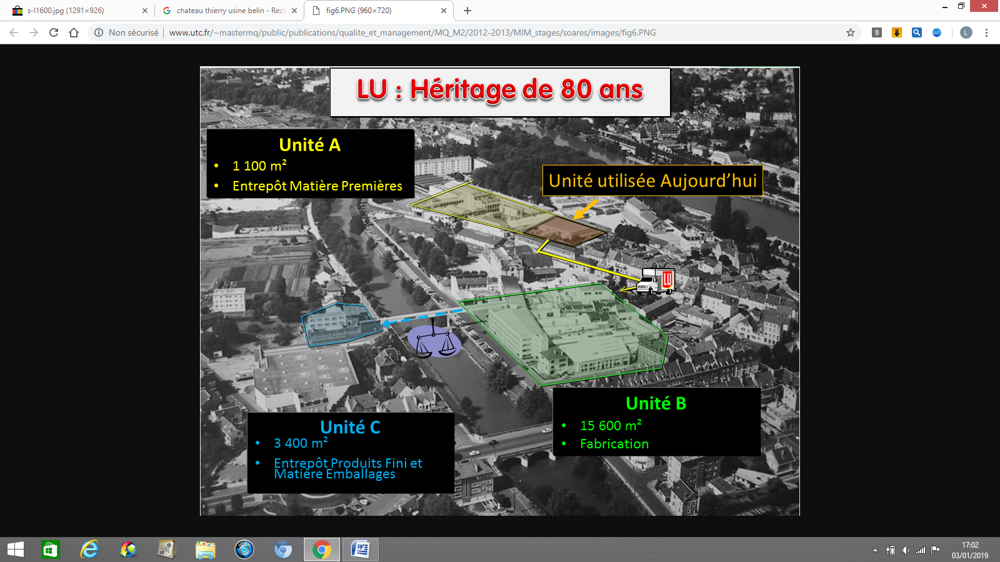 s-l1600.jpg (1291×926)
chateau thierry usine belin - Rech
fig6.PNG (960×720)
Non sécurisé
www.utc.fr/~mastermq/public/publications/qualite_et_management/MQ_M2/2012-2013/MIM_stages/soares/images/fig6.PNG
B
L
LU : Héritage de 80 ans
Unité A
• 1 100 m²
• Entrepôt Matière Premières
Unité utilisée Aujourd’hui
LU
Unité B
• 15 600 m²
• Fabrication
Unité C
• 3 400 m²
• Entrepôt Produits Fini et
Matière Emballages
1
17:02
03/01/2019